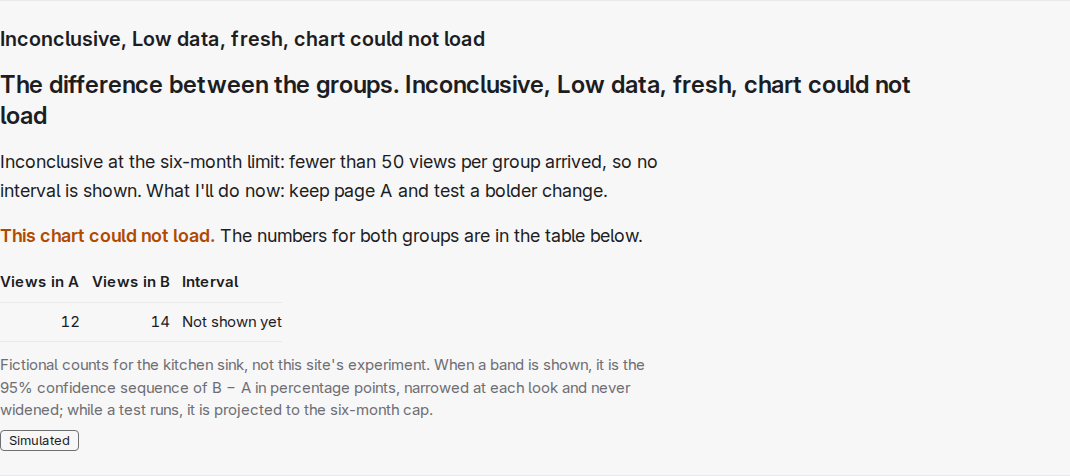 Inconclusive, Low data, fresh, chart could not load
The difference between the groups. Inconclusive, Low data, fresh, chart could not
load
Inconclusive at the six-month limit: fewer than 50 views per group arrived, so no
interval is shown. What I'll do now: keep page A and test a bolder change.
This chart could not load. The numbers for both groups are in the table below.
Views in A Views in B Interval
12 14 Not shown yet
Fictional counts for the kitchen sink, not this site's experiment. When a band is shown, it is the
95% confidence sequence of B − A in percentage points, narrowed at each look and never
widened; while a test runs, it is projected to the six-month cap.
Simulated